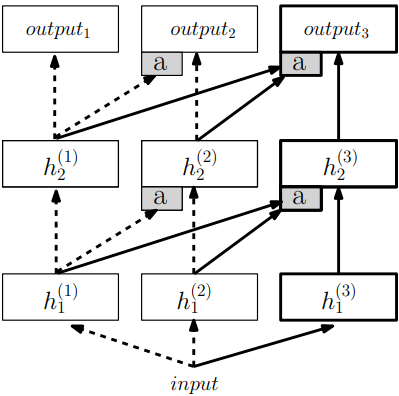 output₁ output₂ output₃
a a
h₂⁽¹⁾ h₂⁽²⁾ h₂⁽³⁾
a a
h₁⁽¹⁾ h₁⁽²⁾ h₁⁽³⁾
input